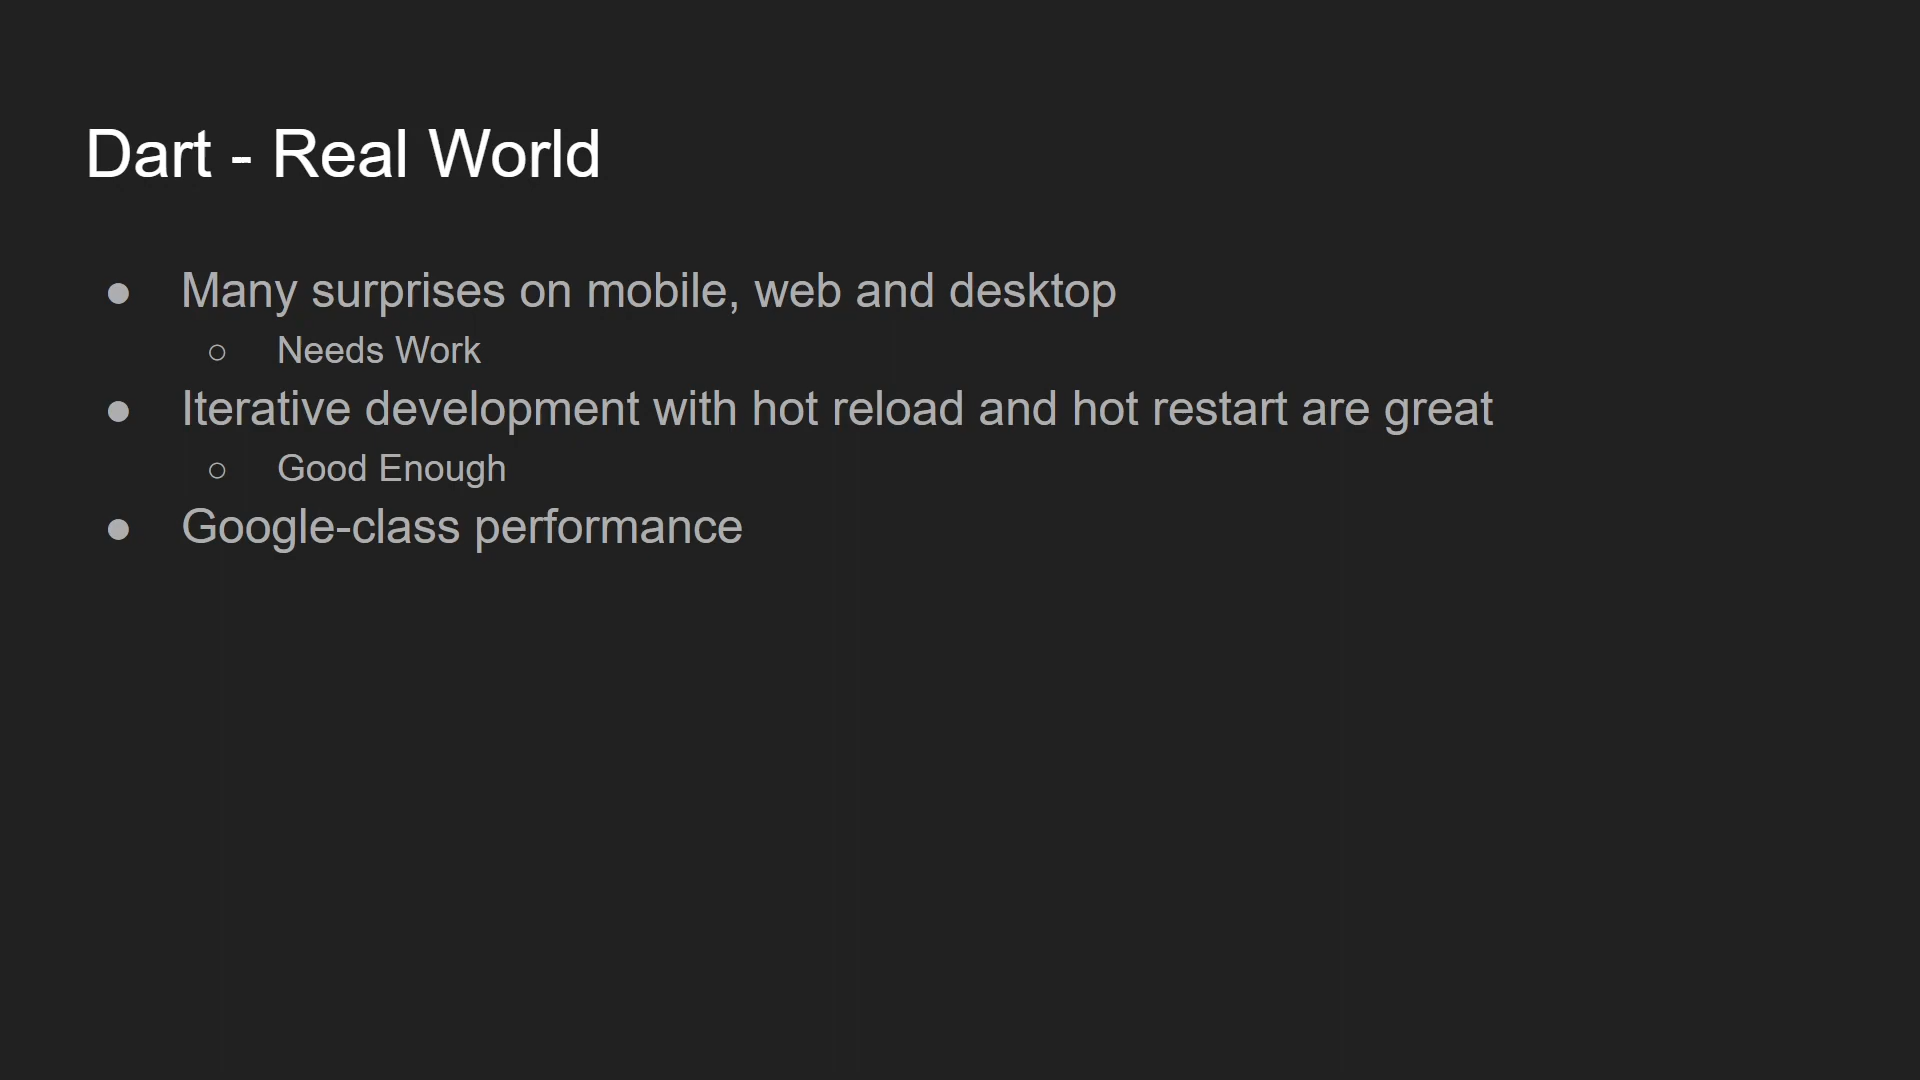 Dart - Real World
● Many surprises on mobile, web and desktop
○ Needs Work
● Iterative development with hot reload and hot restart are great
○ Good Enough
● Google-class performance